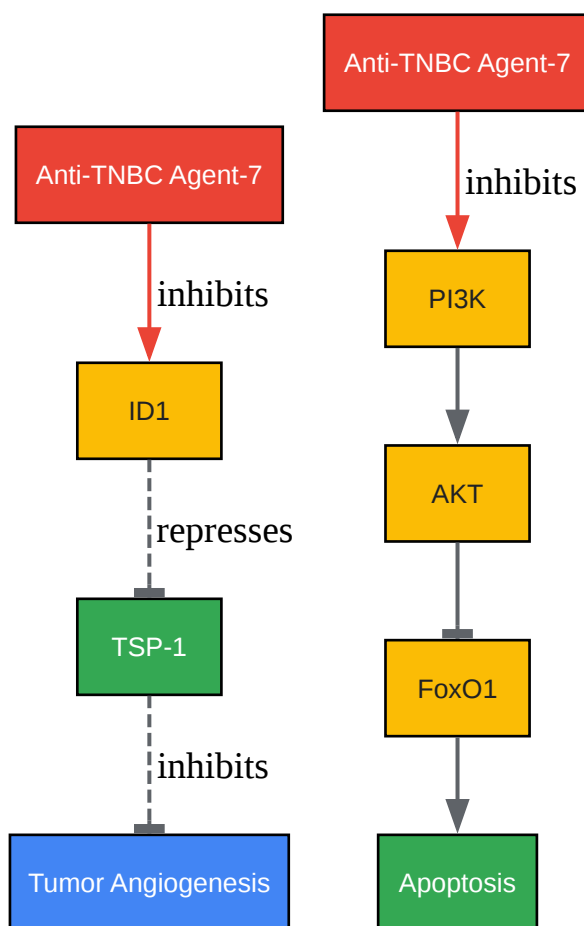 Anti-TNBC Agent-7
inhibits
ID1
represses
TSP-1
inhibits
Tumor Angiogenesis
Anti-TNBC Agent-7
inhibits
PI3K
AKT
FoxO1
Apoptosis